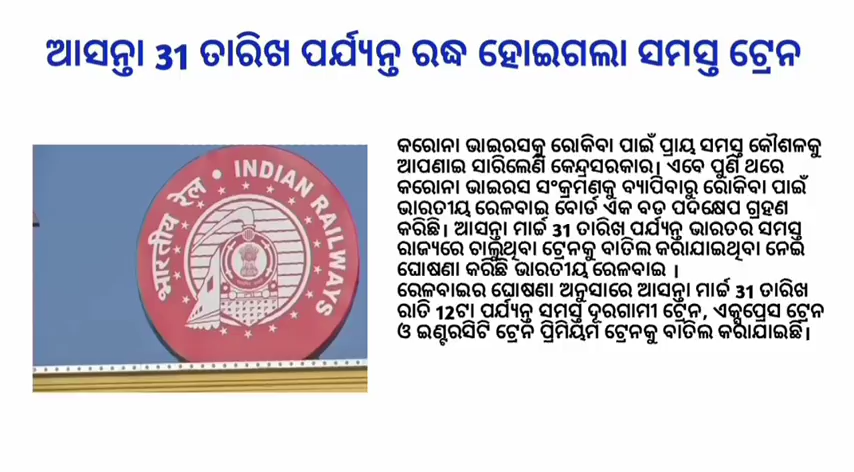 ଆସନ୍ତା 31 ତାରିଖ ପର୍ଯ୍ୟନ୍ତ ରଦ୍ଧ ହୋଇଗଲା ସମସ୍ତ ଟ୍ରେନ
କରୋନା ଭାଇରସକୁ ରୋକିବା ପାଇଁ ପ୍ରାୟ ସମସ୍ତ କୌଶଳକୁ
ଆପଣାଇ ସାରିଲେଣି କେନ୍ଦ୍ରସରକାର। ଏବେ ପୁଣି ଥରେ
କରୋନା ଭାଇରସ ସଂକ୍ରମଣକୁ ବ୍ୟାପିବାରୁ ରୋକିବା ପାଇଁ
ଭାରତୀୟ ରେଳବାଇ ବୋର୍ଡ ଏକ ବଡ଼ ପଦକ୍ଷେପ ଗ୍ରହଣ
କରିଛି। ଆସନ୍ତା ମାର୍ଚ୍ଚ 31 ତାରିଖ ପର୍ଯ୍ୟନ୍ତ ଭାରତର ସମସ୍ତ
ରାଜ୍ୟରେ ଚାଲୁଥିବା ଟ୍ରେନକୁ ବାତିଲ କରାଯାଇଥିବା ନେଇ
ଘୋଷଣା କରିଛି ଭାରତୀୟ ରେଳବାଇ ।
ରେଳବାଇର ଘୋଷଣା ଅନୁସାରେ ଆସନ୍ତା ମାର୍ଚ୍ଚ 31 ତାରିଖ
ରାତି 12ଟା ପର୍ଯ୍ୟନ୍ତ ସମସ୍ତ ଦୂରଗାମୀ ଟ୍ରେନ, ଏକ୍ସପ୍ରେସ ଟ୍ରେନ
ଓ ଇଣ୍ଟରସିଟି ଟ୍ରେନ ପ୍ରିମିୟମ ଟ୍ରେନକୁ ବାତିଲ କରାଯାଇଛି।
भारतीय रेल
INDIAN RAILWAYS